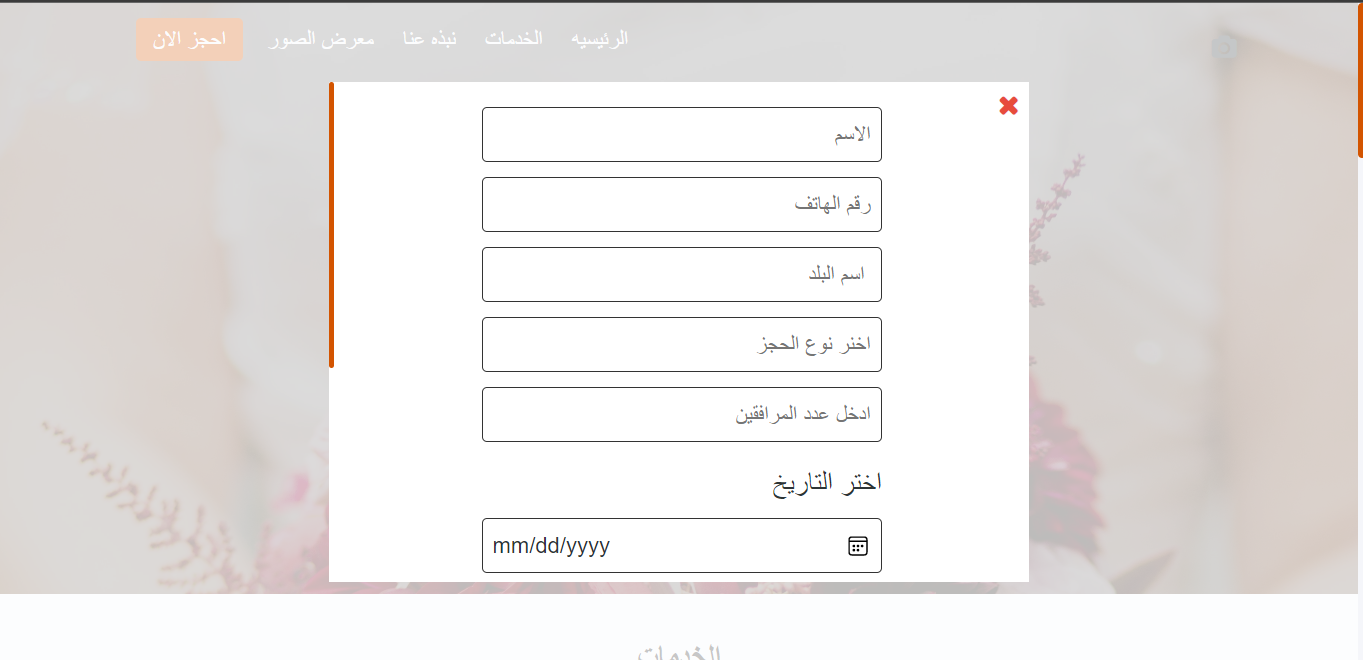 الرئيسيه الخدمات نبذه عنا معرض الصور احجز الان
الاسم
رقم الهاتف
اسم البلد
اختر نوع الحجز
ادخل عدد المرافقين
اختر التاريخ
mm/dd/yyyy
الخدمات